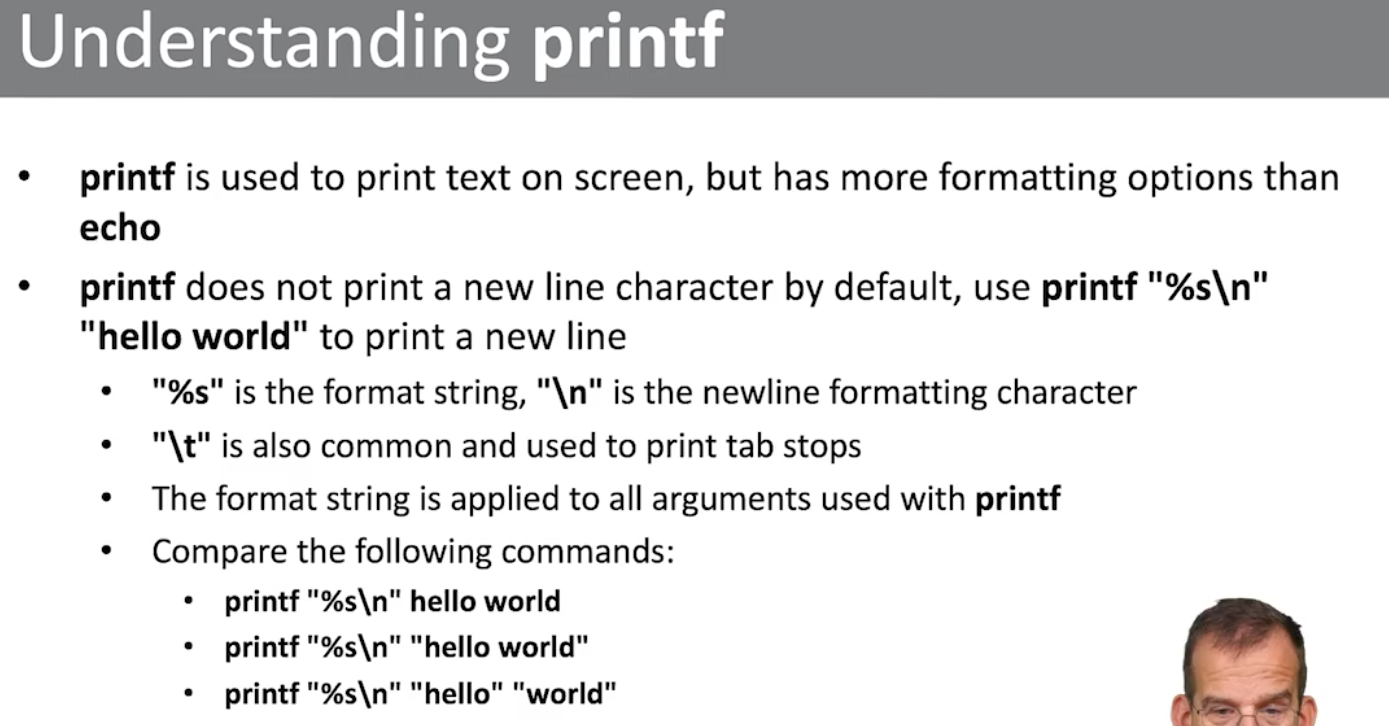 Understanding printf
• printf is used to print text on screen, but has more formatting options than
echo
• printf does not print a new line character by default, use printf "%s\n"
"hello world" to print a new line
• "%s" is the format string, "\n" is the newline formatting character
• "\t" is also common and used to print tab stops
• The format string is applied to all arguments used with printf
• Compare the following commands:
• printf "%s\n" hello world
• printf "%s\n" "hello world"
• printf "%s\n" "hello" "world"